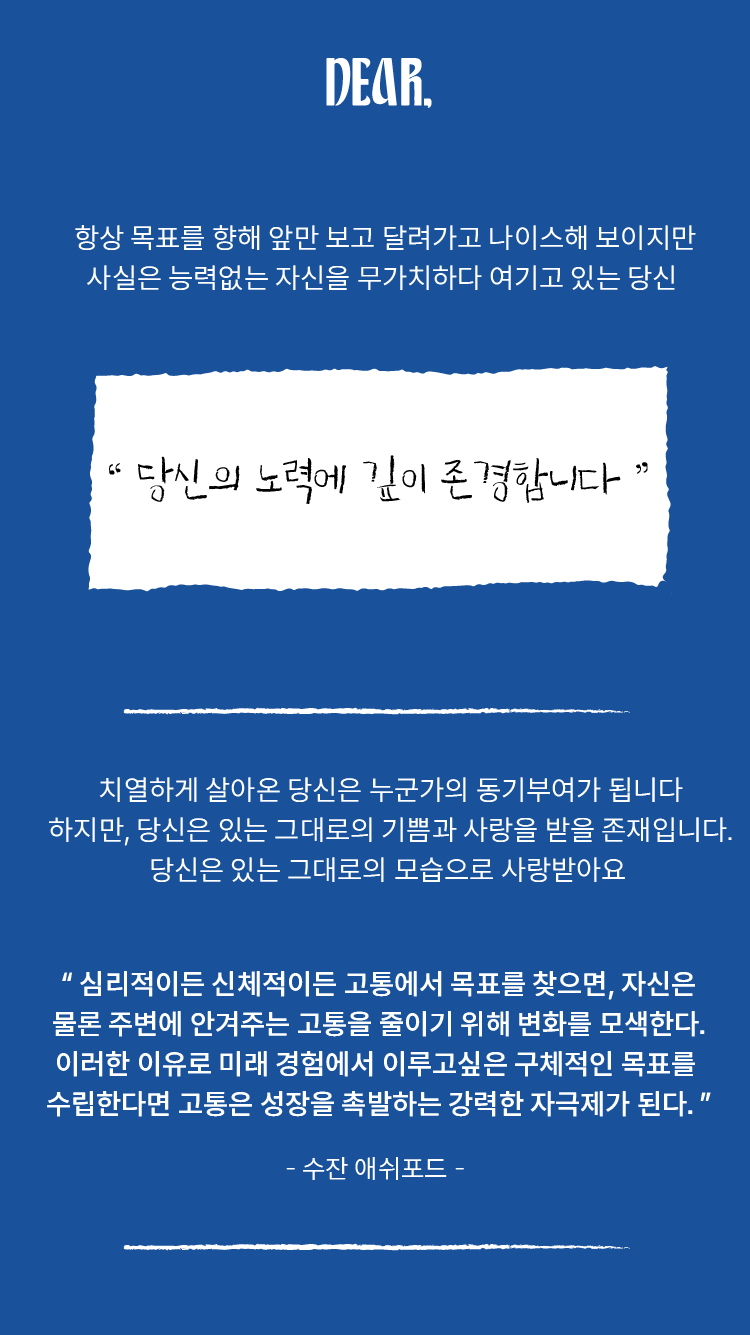 DEAR,
항상 목표를 향해 앞만 보고 달려가고 나이스해 보이지만
사실은 능력없는 자신을 무가치하다 여기고 있는 당신
“ 당신의 노력에 깊이 존경합니다 ”
치열하게 살아온 당신은 누군가의 동기부여가 됩니다
하지만, 당신은 있는 그대로의 기쁨과 사랑을 받을 존재입니다.
당신은 있는 그대로의 모습으로 사랑받아요
“ 심리적이든 신체적이든 고통에서 목표를 찾으면, 자신은
물론 주변에 안겨주는 고통을 줄이기 위해 변화를 모색한다.
이러한 이유로 미래 경험에서 이루고싶은 구체적인 목표를
수립한다면 고통은 성장을 촉발하는 강력한 자극제가 된다. ”
- 수잔 애쉬포드 -